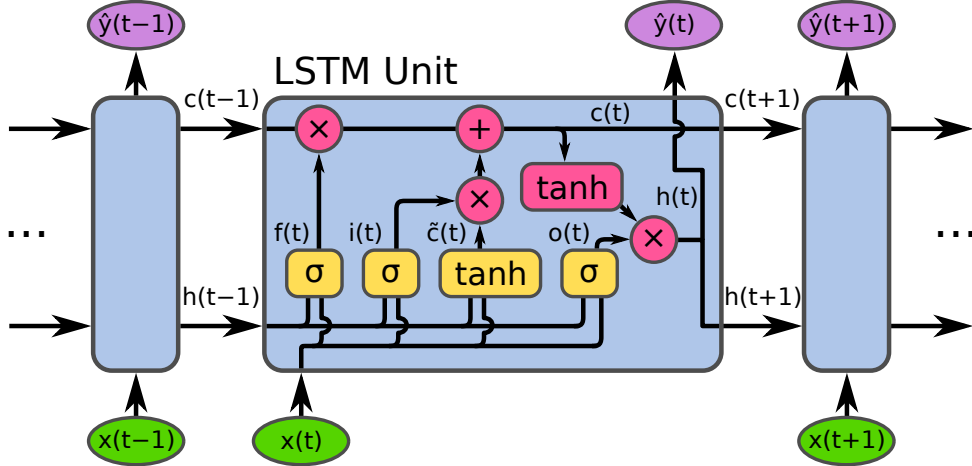 ŷ(t−1)
ŷ(t)
ŷ(t+1)
LSTM Unit
c(t−1)
c(t)
c(t+1)
×
+
tanh
×
h(t)
...
...
f(t)
i(t)
c̃(t)
o(t)
×
σ
σ
tanh
σ
h(t−1)
h(t+1)
x(t−1)
x(t)
x(t+1)